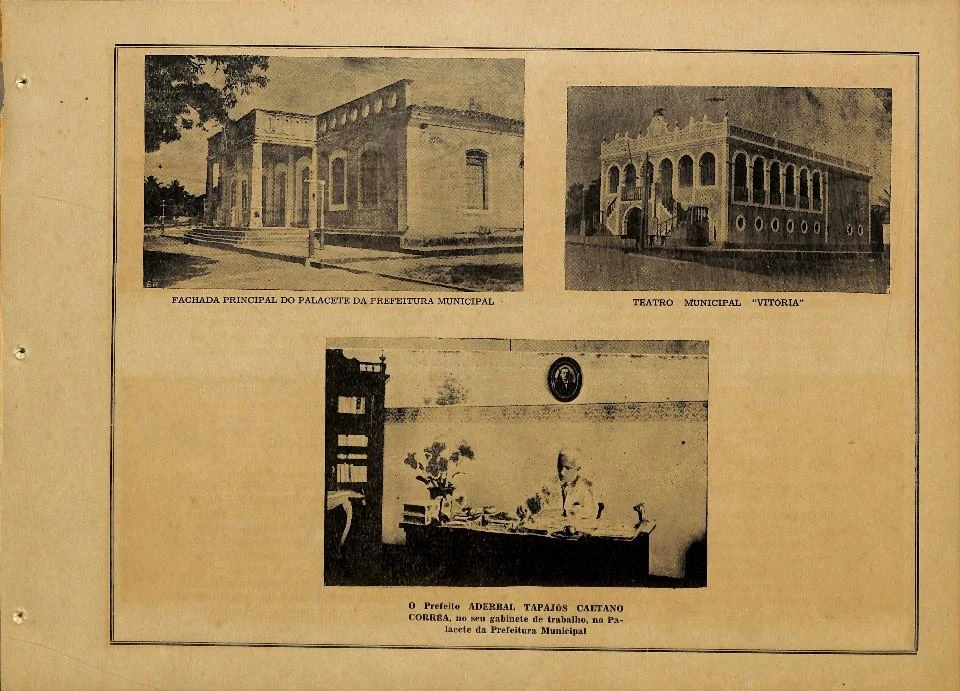 FACHADA PRINCIPAL DO PALACETE DA PREFEITURA MUNICIPAL
TEATRO MUNICIPAL "VITÓRIA"
O Prefeito ADERBAL TAPAJÓS CAETANO
CORRÊA, no seu gabinete de trabalho, no Pa-
lacete da Prefeitura Municipal